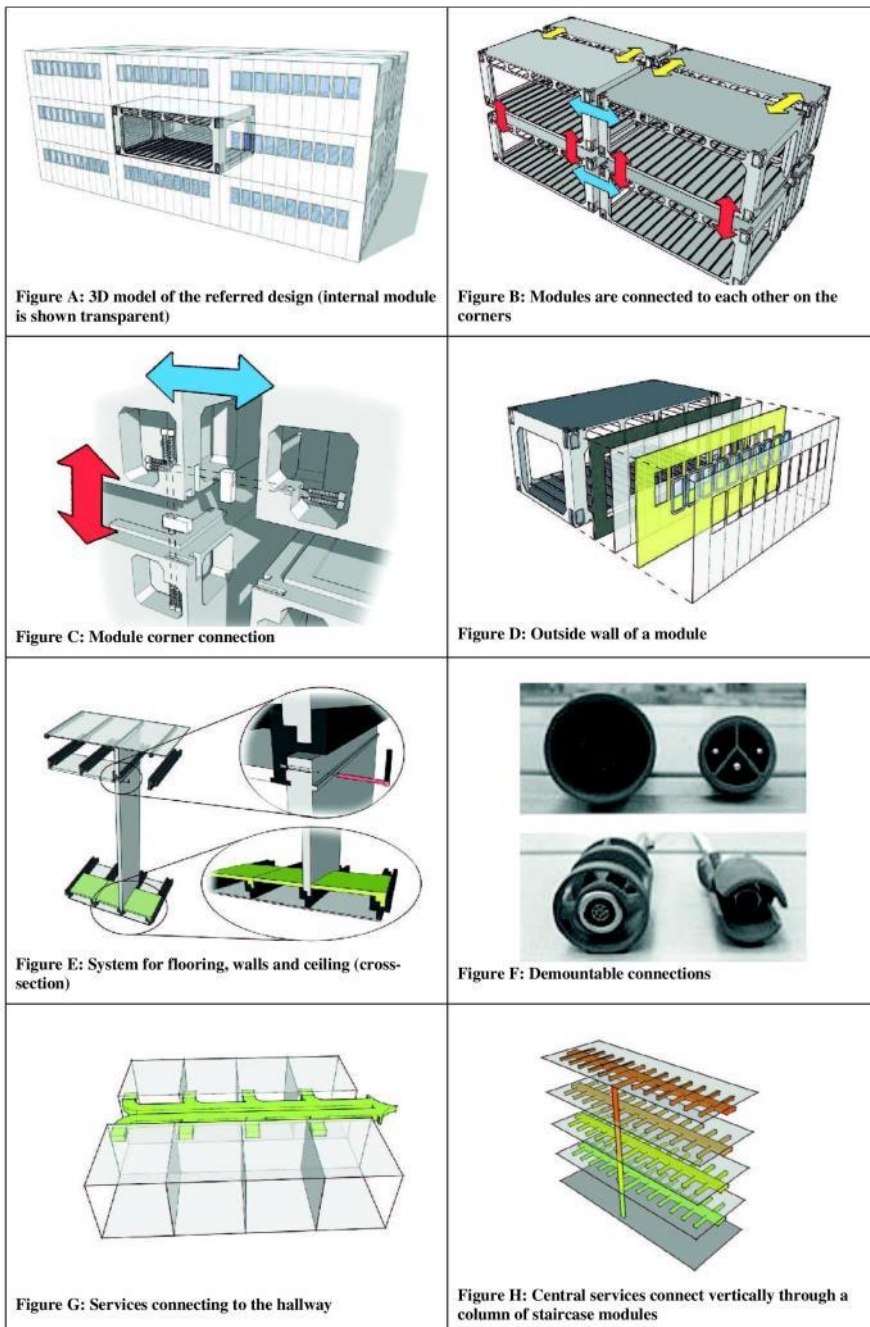 Figure A: 3D model of the referred design (internal module
is shown transparent)
Figure B: Modules are connected to each other on the
corners
Figure C: Module corner connection
Figure D: Outside wall of a module
Figure E: System for flooring, walls and ceiling (cross-
section)
Figure F: Demountable connections
Figure G: Services connecting to the hallway
Figure H: Central services connect vertically through a
column of staircase modules